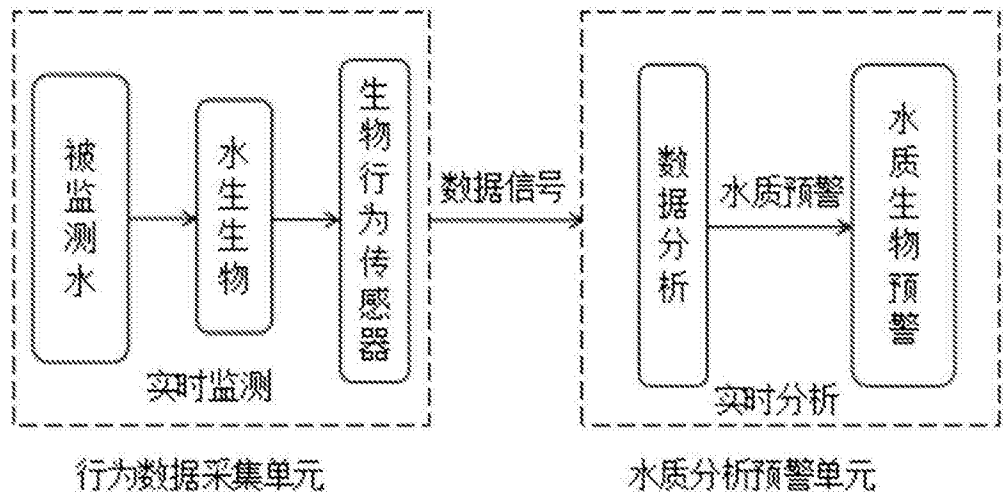 被监测水
水生生物
生物行为传感器
实时监测
数据信号
数据分析
水质预警
水质生物预警
实时分析
行为数据采集单元
水质分析预警单元